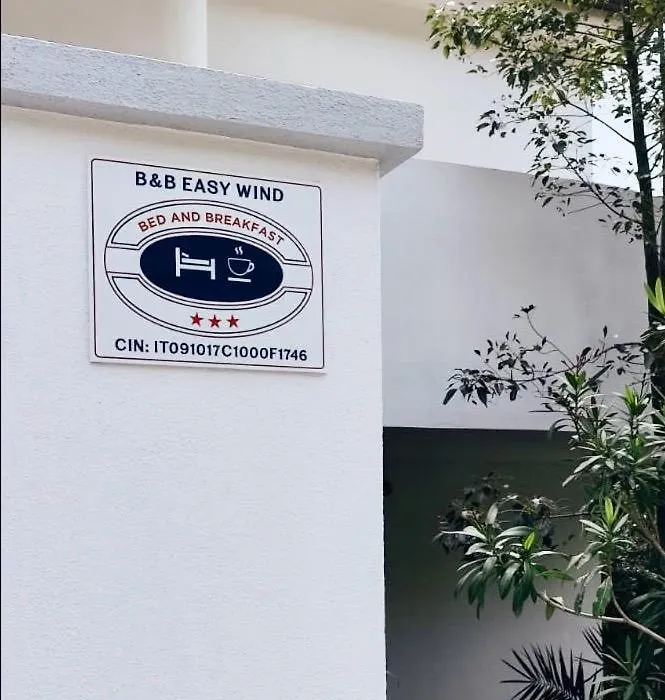 B&B EASY WIND
BED AND BREAKFAST
CIN: IT091017C1000F1746